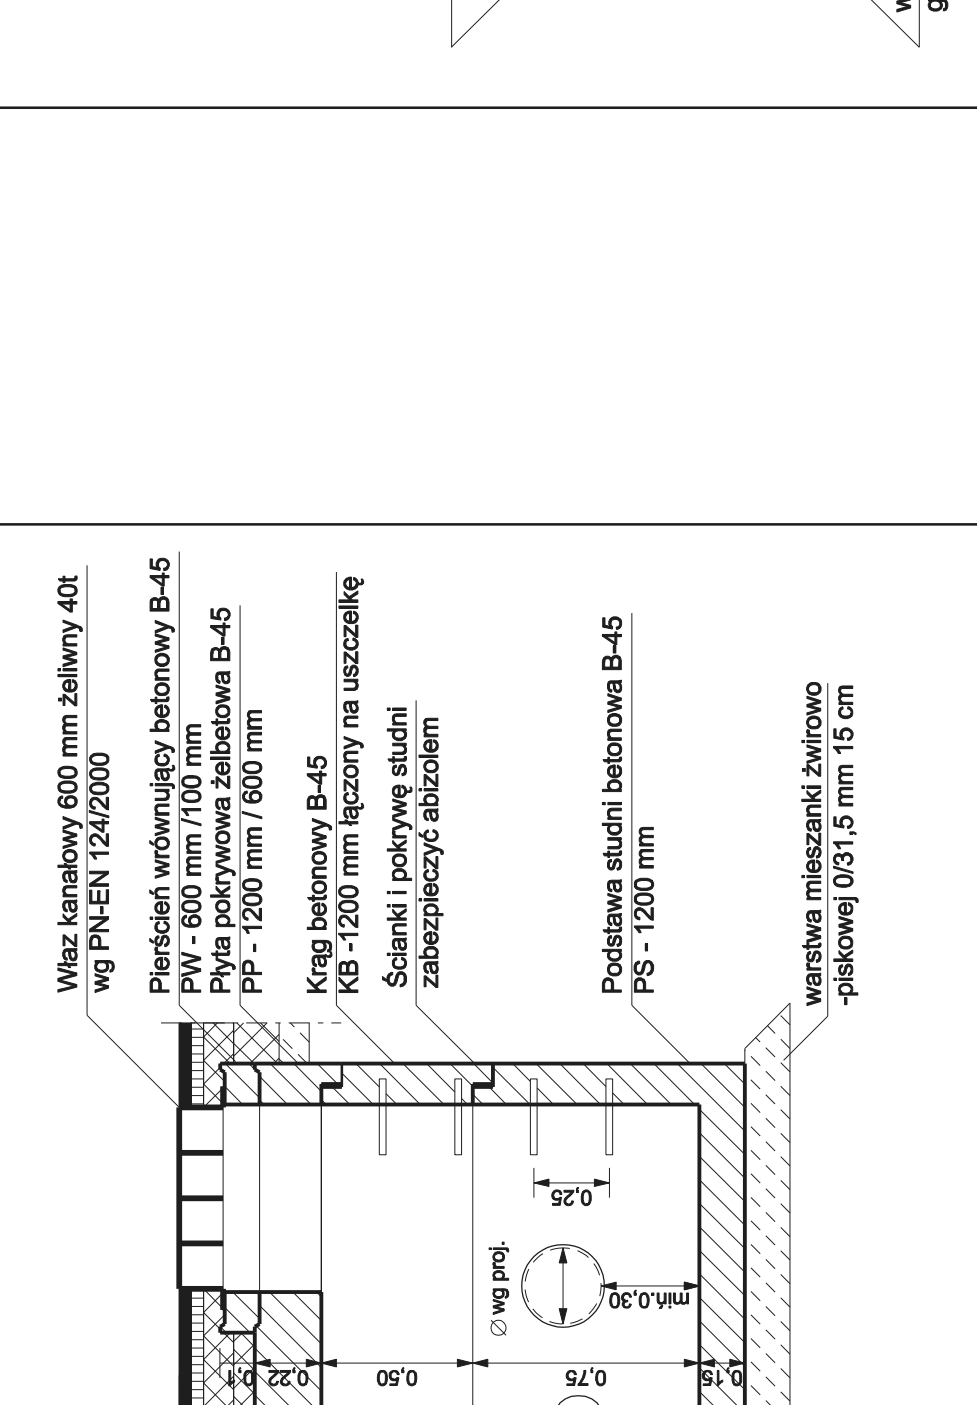 Właz kanałowy 600 mm żeliwny 40t
wg PN-EN 124/2000
Pierścień wrównujący betonowy B-45
PW - 600 mm /100 mm
Płyta pokrywowa żelbetowa B-45
PP - 1200 mm / 600 mm
Krąg betonowy B-45
KB -1200 mm łączony na uszczelkę
Ścianki i pokrywę studni
zabezpieczyć abizolem
Podstawa studni betonowa B-45
PS - 1200 mm
warstwa mieszanki żwirowo
-piskowej 0/31,5 mm 15 cm
0,25
Ø wg proj.
miń.0,30
0,1
0,22
0,50
0,75
0,15